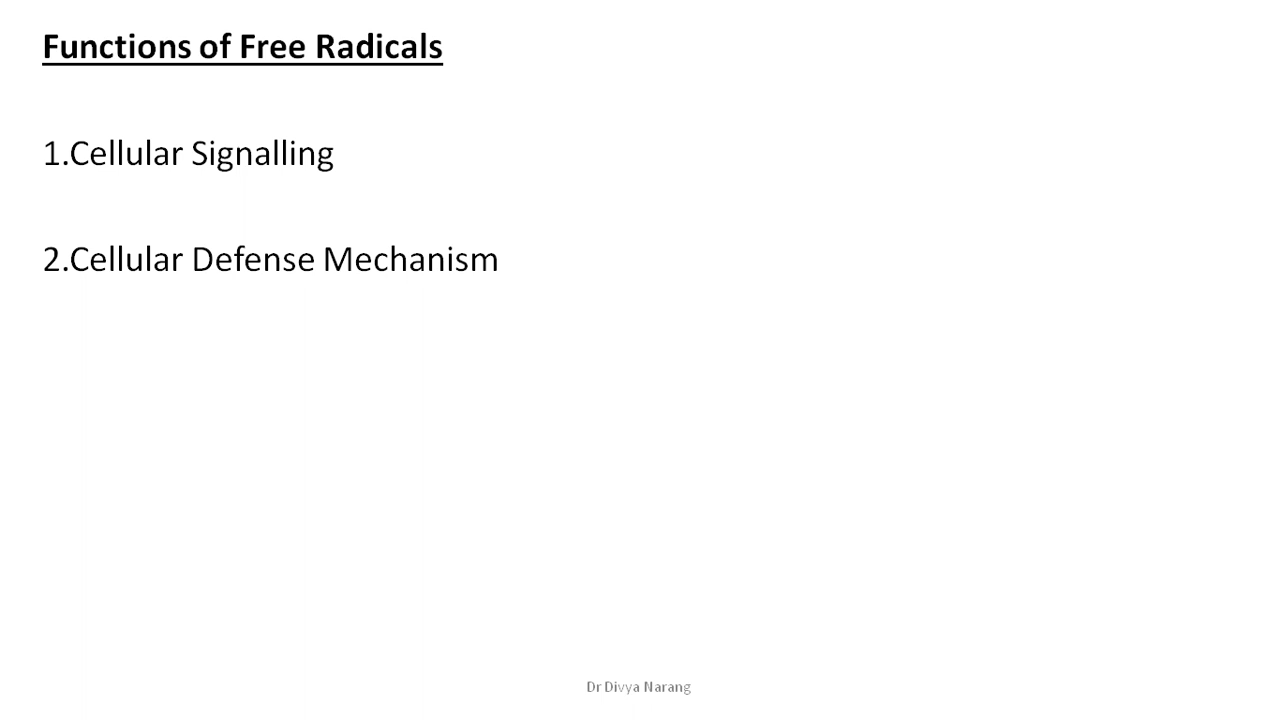 Functions of Free Radicals
1.Cellular Signalling
2.Cellular Defense Mechanism
Dr Divya Narang